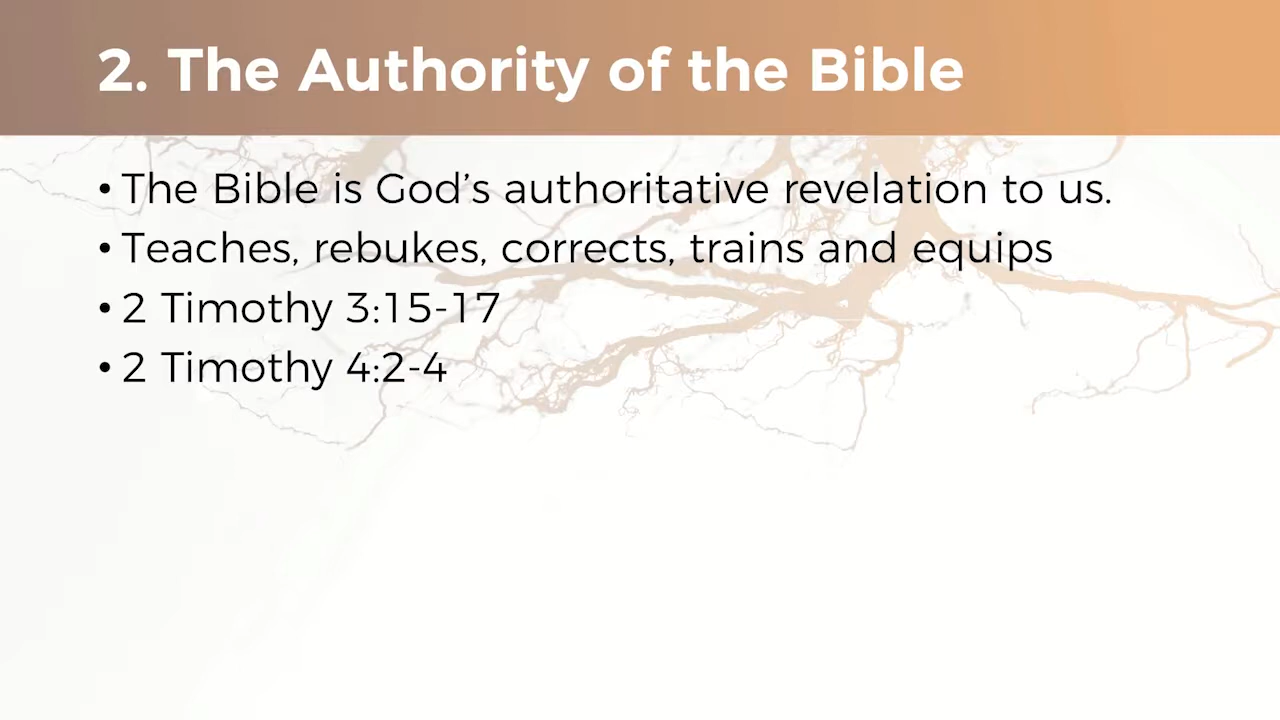 2. The Authority of the Bible
• The Bible is God’s authoritative revelation to us.
• Teaches, rebukes, corrects, trains and equips
• 2 Timothy 3:15-17
• 2 Timothy 4:2-4